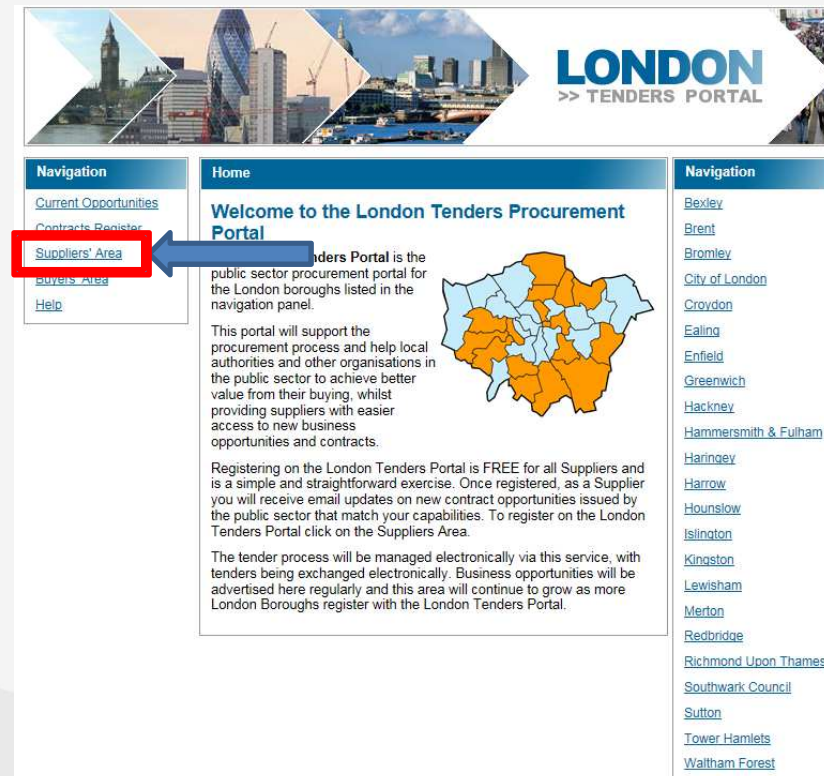 LONDON
>> TENDERS PORTAL
Navigation
Current Opportunities
Contracts Register
Suppliers' Area
Buyers' Area
Help
Home
Welcome to the London Tenders Procurement
Portal
nders Portal is the
public sector procurement portal for
the London boroughs listed in the
navigation panel.
This portal will support the
procurement process and help local
authorities and other organisations in
the public sector to achieve better
value from their buying, whilst
providing suppliers with easier
access to new business
opportunities and contracts.
Registering on the London Tenders Portal is FREE for all Suppliers and
is a simple and straightforward exercise. Once registered, as a Supplier
you will receive email updates on new contract opportunities issued by
the public sector that match your capabilities. To register on the London
Tenders Portal click on the Suppliers Area.
The tender process will be managed electronically via this service, with
tenders being exchanged electronically. Business opportunities will be
advertised here regularly and this area will continue to grow as more
London Boroughs register with the London Tenders Portal.
Navigation
Bexley
Brent
Bromley
City of London
Croydon
Ealing
Enfield
Greenwich
Hackney
Hammersmith & Fulham
Haringey
Harrow
Hounslow
Islington
Kingston
Lewisham
Merton
Redbridge
Richmond Upon Thames
Southwark Council
Sutton
Tower Hamlets
Waltham Forest